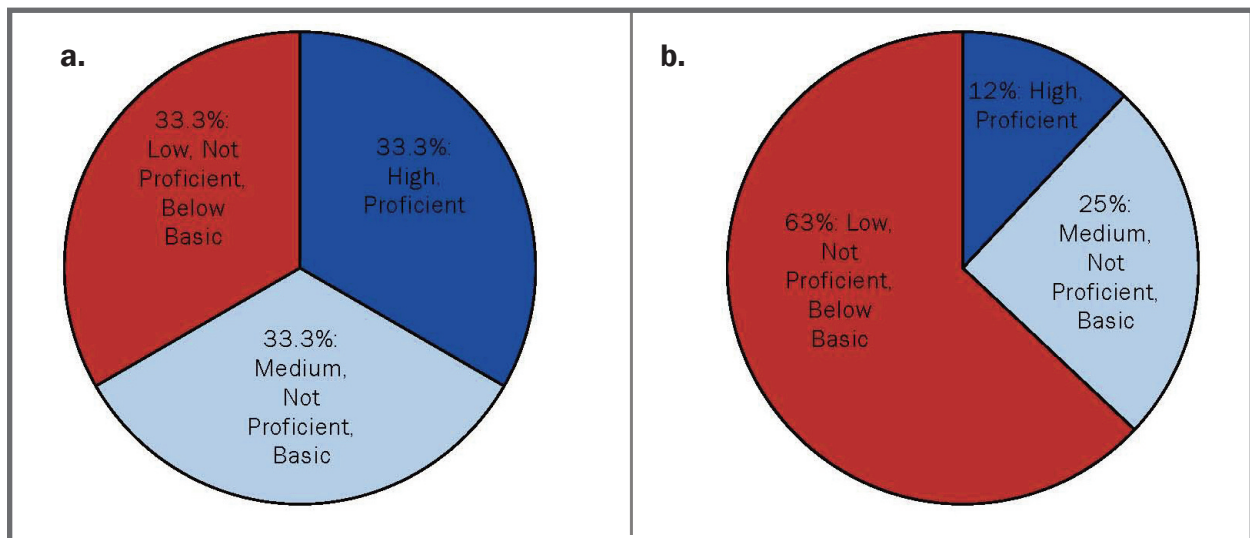 a.
33.3%:
Low, Not
Proficient,
Below
Basic
33.3%:
High,
Proficient
33.3%:
Medium,
Not
Proficient,
Basic
b.
12%: High,
Proficient
63%: Low,
Not
Proficient,
Below
Basic
25%:
Medium,
Not
Proficient,
Basic